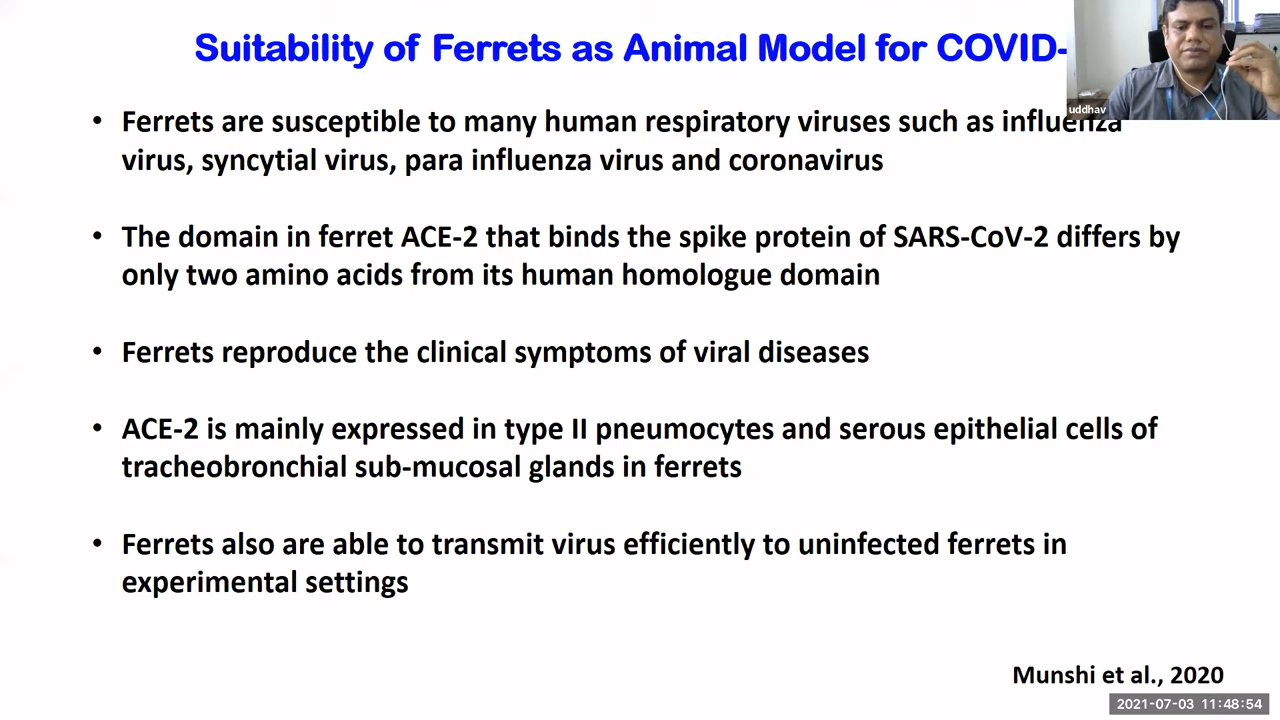 Suitability of Ferrets as Animal Model for COVID-
uddhav
• Ferrets are susceptible to many human respiratory viruses such as influenza
virus, syncytial virus, para influenza virus and coronavirus
• The domain in ferret ACE-2 that binds the spike protein of SARS-CoV-2 differs by
only two amino acids from its human homologue domain
• Ferrets reproduce the clinical symptoms of viral diseases
• ACE-2 is mainly expressed in type II pneumocytes and serous epithelial cells of
tracheobronchial sub-mucosal glands in ferrets
• Ferrets also are able to transmit virus efficiently to uninfected ferrets in
experimental settings
Munshi et al., 2020
2021-07-03 11:48:54